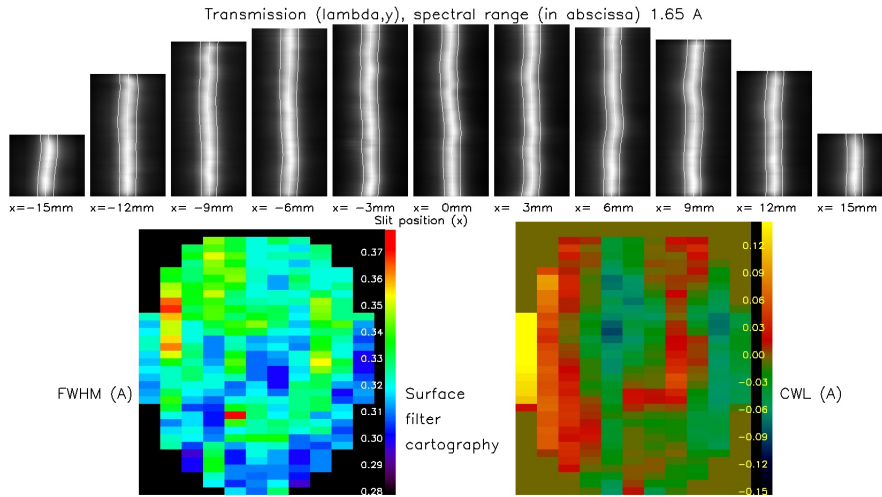 Transmission (lambda,y), spectral range (in abscissa) 1.65 A
x=-15mm x=-12mm x= -9mm x= -6mm x= -3mm x= 0mm x= 3mm x= 6mm x= 9mm x= 12mm x= 15mm
Slit position (x)
0.37
0.36
0.35
0.34
0.33
0.32
0.31
0.30
0.29
0.28
FWHM (A)
Surface
filter
cartography
0.12
0.09
0.06
0.03
0.00
-0.03
-0.06
-0.09
-0.12
-0.15
CWL (A)